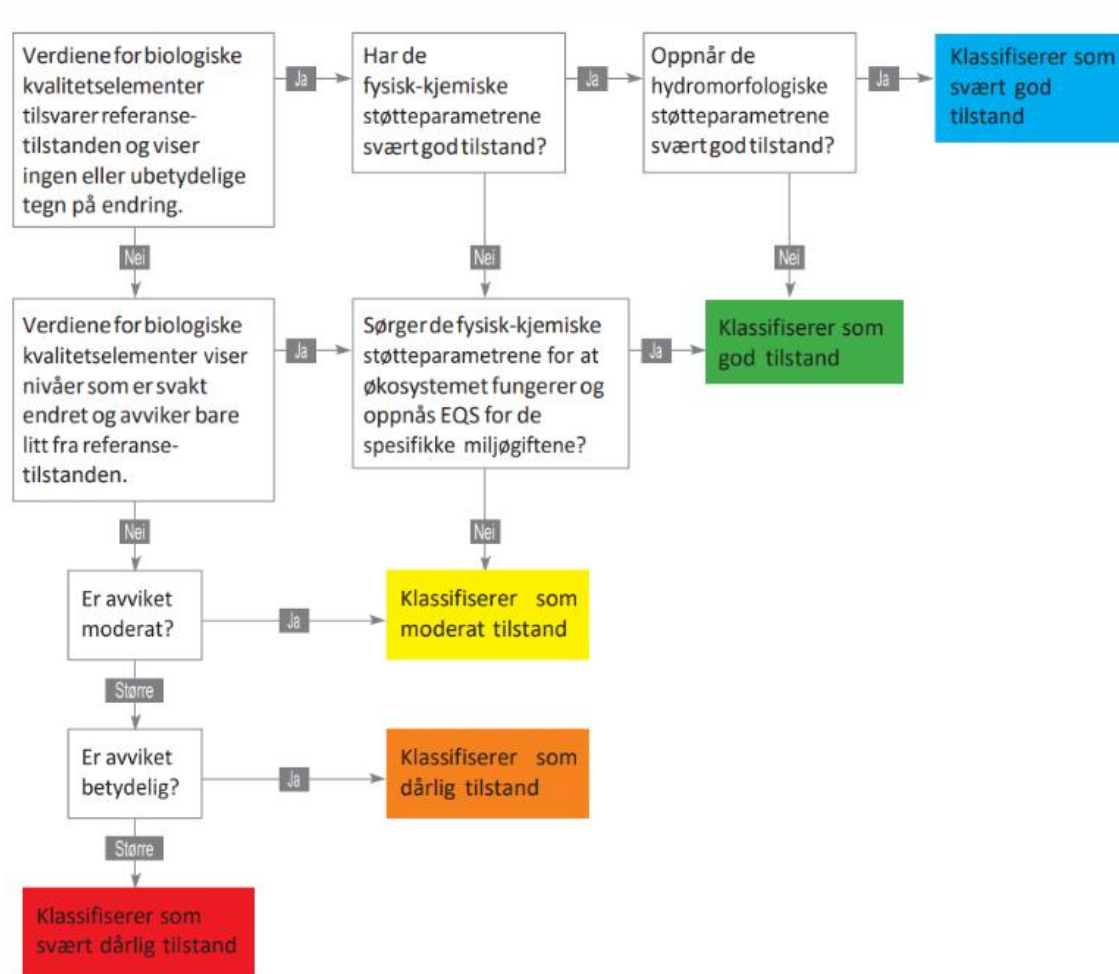 Verdiene for biologiske
kvalitetselementer
tilsvarer referanse-
tilstanden og viser
ingen eller ubetydelige
tegn på endring.
Ja
Har de
fysisk-kjemiske
støtteparametrene
svært god tilstand?
Ja
Oppnår de
hydromorfologiske
støtteparametrene
svært god tilstand?
Ja
Klassifiserer som
svært god
tilstand
Nei
Nei
Nei
Verdiene for biologiske
kvalitetselementer viser
nivåer som er svakt
endret og avviker bare
litt fra referanse-
tilstanden.
Ja
Sørger de fysisk-kjemiske
støtteparametrene for at
økosystemet fungerer og
oppnås EQS for de
spesifikke miljøgiftene?
Ja
Klassifiserer som
god tilstand
Nei
Nei
Er avviket
moderat?
Ja
Klassifiserer som
moderat tilstand
Større
Er avviket
betydelig?
Ja
Klassifiserer som
dårlig tilstand
Større
Klassifiserer som
svært dårlig tilstand